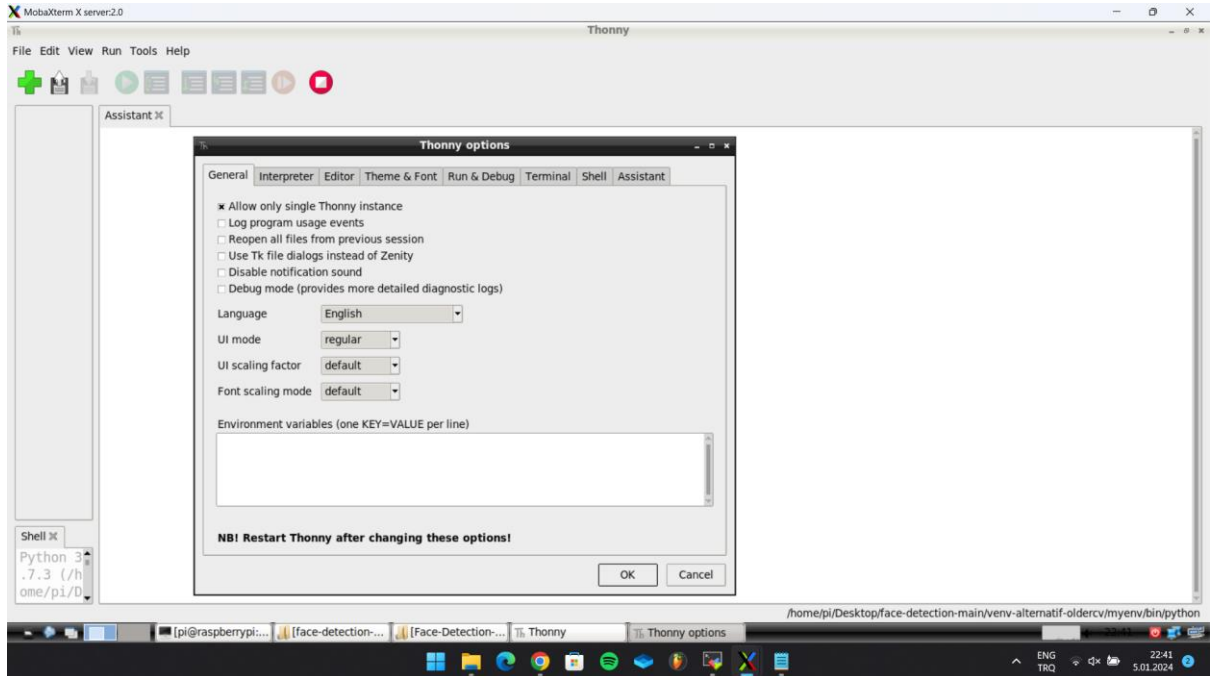 MobaXterm X server:2.0
Thonny
File Edit View Run Tools Help
Assistant
Thonny options
General Interpreter Editor Theme & Font Run & Debug Terminal Shell Assistant
Allow only single Thonny instance
Log program usage events
Reopen all files from previous session
Use Tk file dialogs instead of Zenity
Disable notification sound
Debug mode (provides more detailed diagnostic logs)
Language English
UI mode regular
UI scaling factor default
Font scaling mode default
Environment variables (one KEY=VALUE per line)
NB! Restart Thonny after changing these options!
OK Cancel
Shell
Python 3
.7.3 (/h
ome/pi/D
/home/pi/Desktop/face-detection-main/venv-alternatif-oldercv/myenv/bin/python
[pi@raspberrypi:... [face-detection-... [Face-Detection-... Thonny Thonny options 22:41
ENG
TRQ
22:41
5.01.2024
2